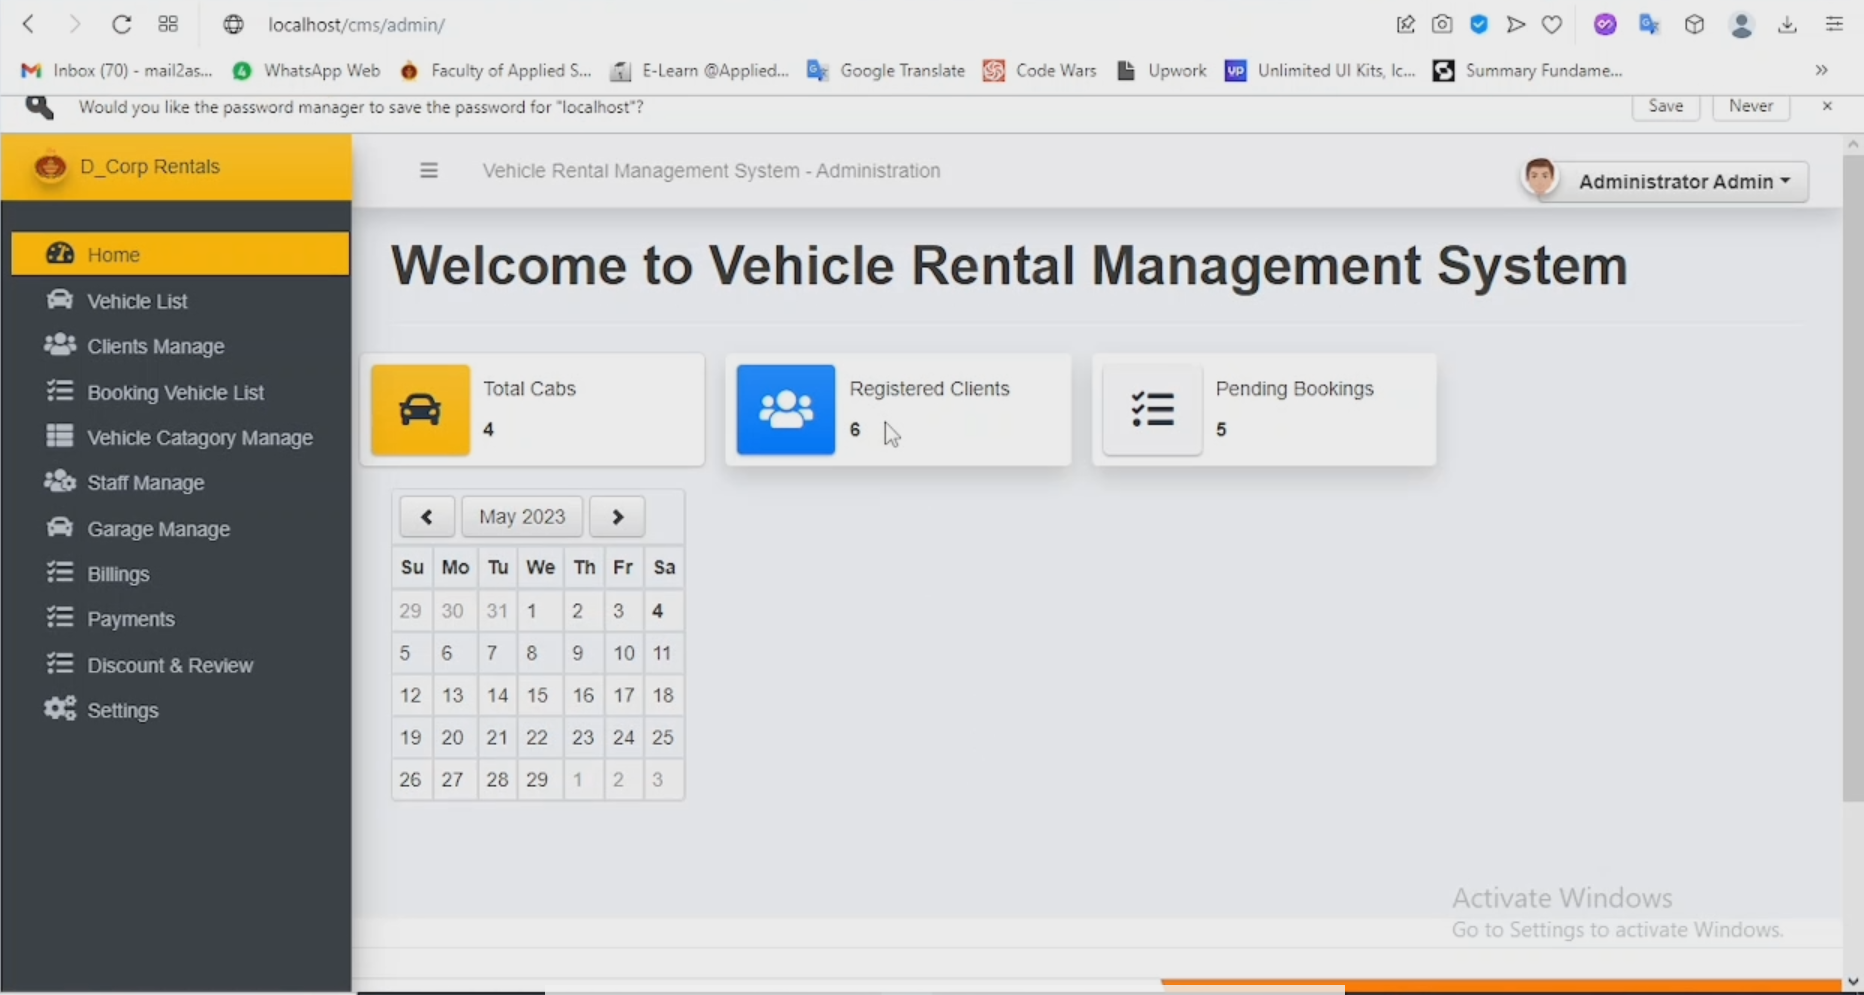 localhost/cms/admin/
Inbox (70) - mail2as... WhatsApp Web Faculty of Applied S... E-Learn @Applied... Google Translate Code Wars Upwork Unlimited UI Kits, Ic... Summary Fundame... »
Would you like the password manager to save the password for "localhost"? Save Never ×
D_Corp Rentals
Vehicle Rental Management System - Administration
Administrator Admin
Home
Vehicle List
Clients Manage
Booking Vehicle List
Vehicle Catagory Manage
Staff Manage
Garage Manage
Billings
Payments
Discount & Review
Settings
Welcome to Vehicle Rental Management System
Total Cabs
4
Registered Clients
6
Pending Bookings
5
May 2023
Su Mo Tu We Th Fr Sa
29 30 31 1 2 3 4
5 6 7 8 9 10 11
12 13 14 15 16 17 18
19 20 21 22 23 24 25
26 27 28 29 1 2 3
Activate Windows
Go to Settings to activate Windows.